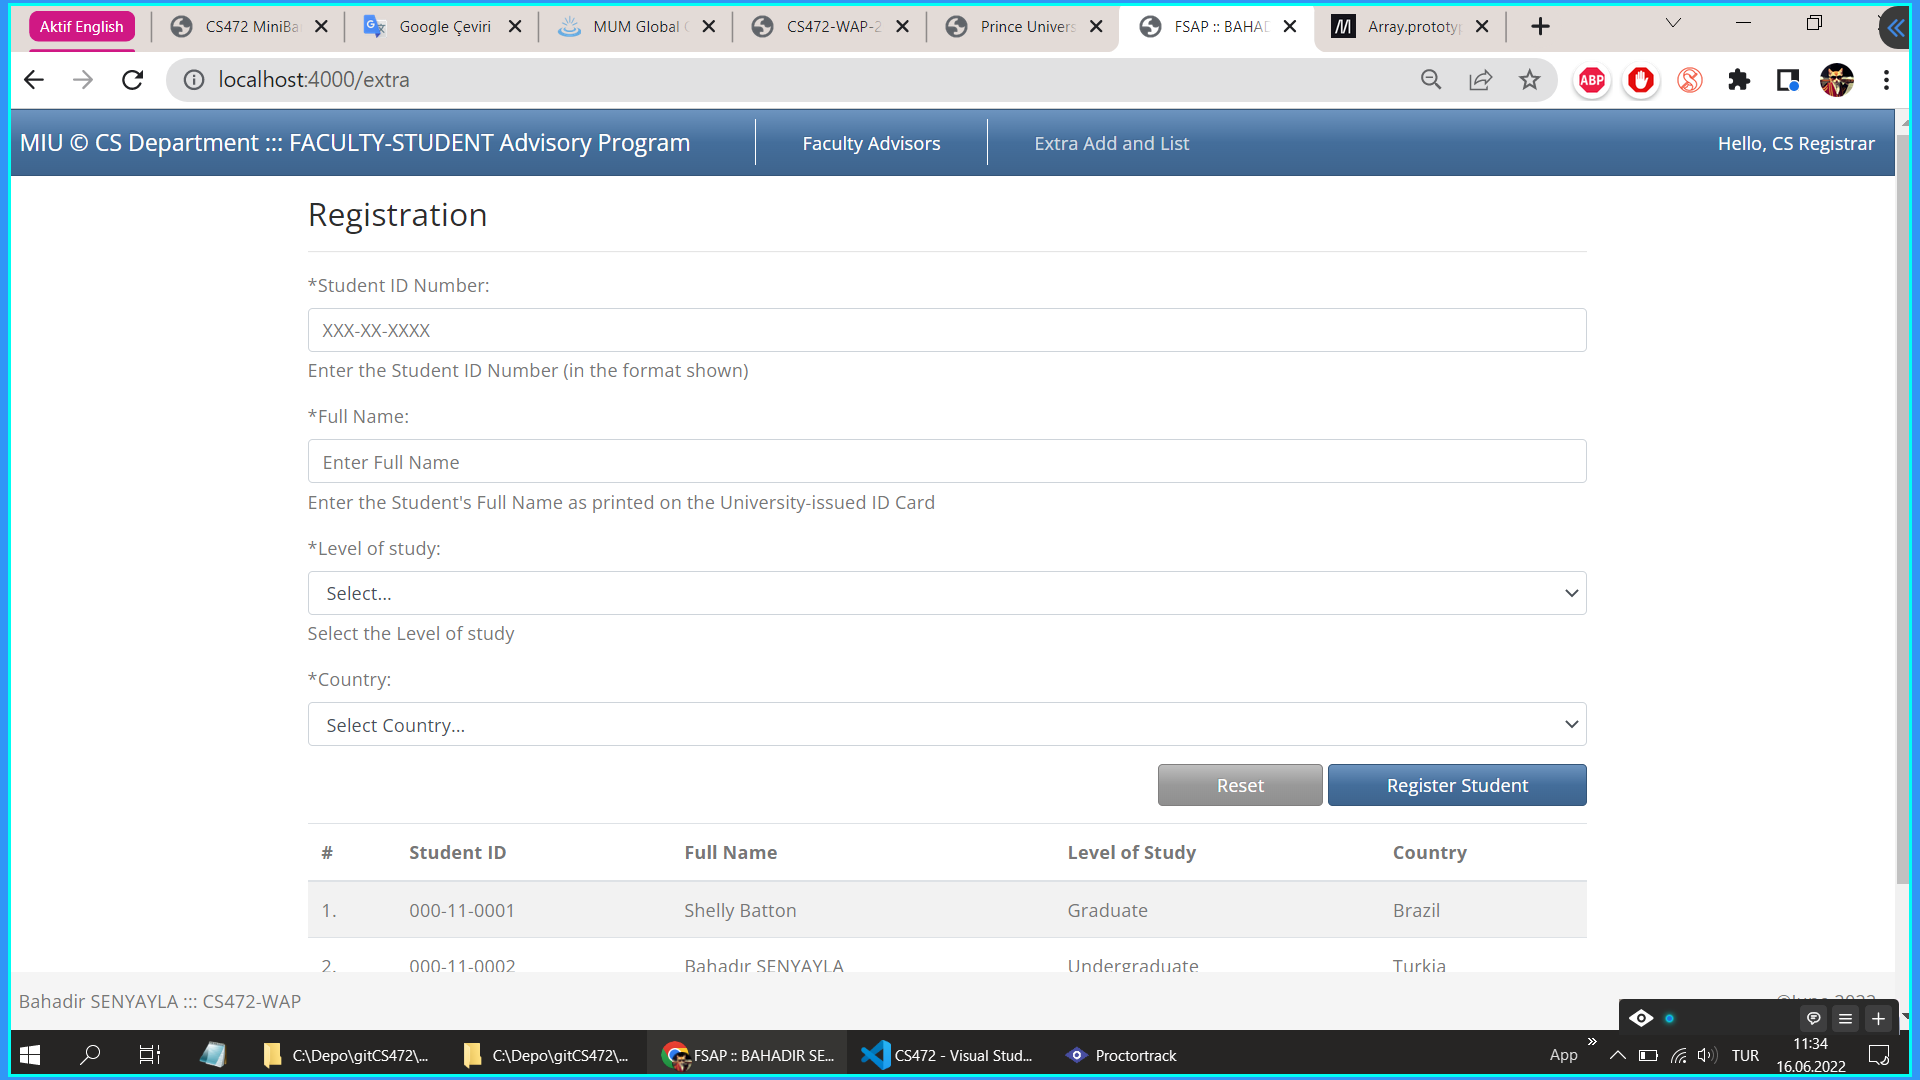 Aktif English
CS472 MiniBa
Google Çeviri
MUM Global
CS472-WAP-2
Prince Univers
FSAP :: BAHAD
Array.prototyp
localhost:4000/extra
ABP
MIU © CS Department ::: FACULTY-STUDENT Advisory Program
Faculty Advisors
Extra Add and List
Hello, CS Registrar
Registration
*Student ID Number:
XXX-XX-XXXX
Enter the Student ID Number (in the format shown)
*Full Name:
Enter Full Name
Enter the Student's Full Name as printed on the University-issued ID Card
*Level of study:
Select...
Select the Level of study
*Country:
Select Country...
Reset
Register Student
# Student ID Full Name Level of Study Country
1. 000-11-0001 Shelly Batton Graduate Brazil
2. 000-11-0002 Bahadır SENYAYLA Undergraduate Turkia
Bahadir SENYAYLA ::: CS472-WAP
C:\Depo\gitCS472\...
C:\Depo\gitCS472\...
FSAP :: BAHADIR SE...
CS472 - Visual Stud...
Proctortrack
App
TUR
11:34
16.06.2022